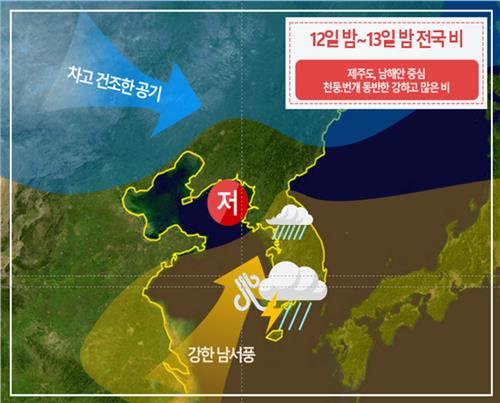 12일 밤~13일 밤 전국 비
제주도, 남해안 중심
천둥.번개 동반한 강하고 많은 비
차고 건조한 공기
저
강한 남서풍